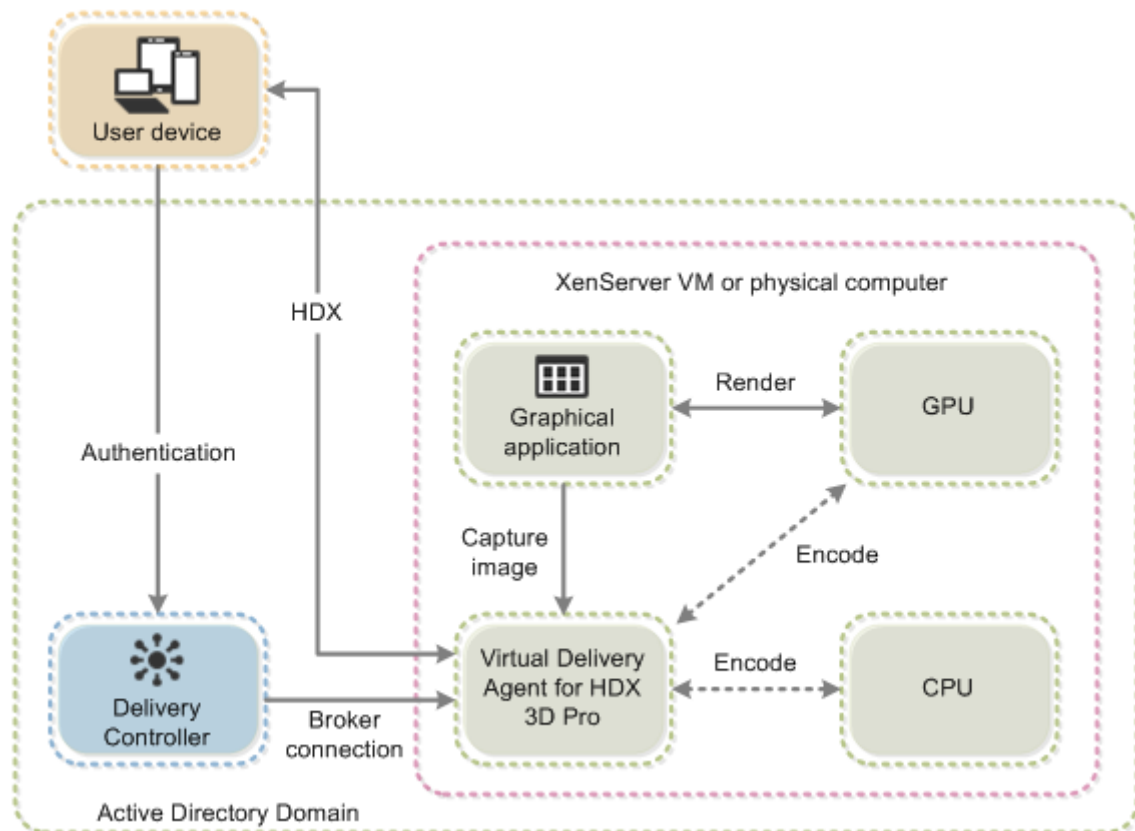 User device
XenServer VM or physical computer
HDX
Graphical
application
Render
GPU
Authentication
Capture
image
Encode
Delivery
Controller
Broker
connection
Virtual Delivery
Agent for HDX
3D Pro
Encode
CPU
Active Directory Domain